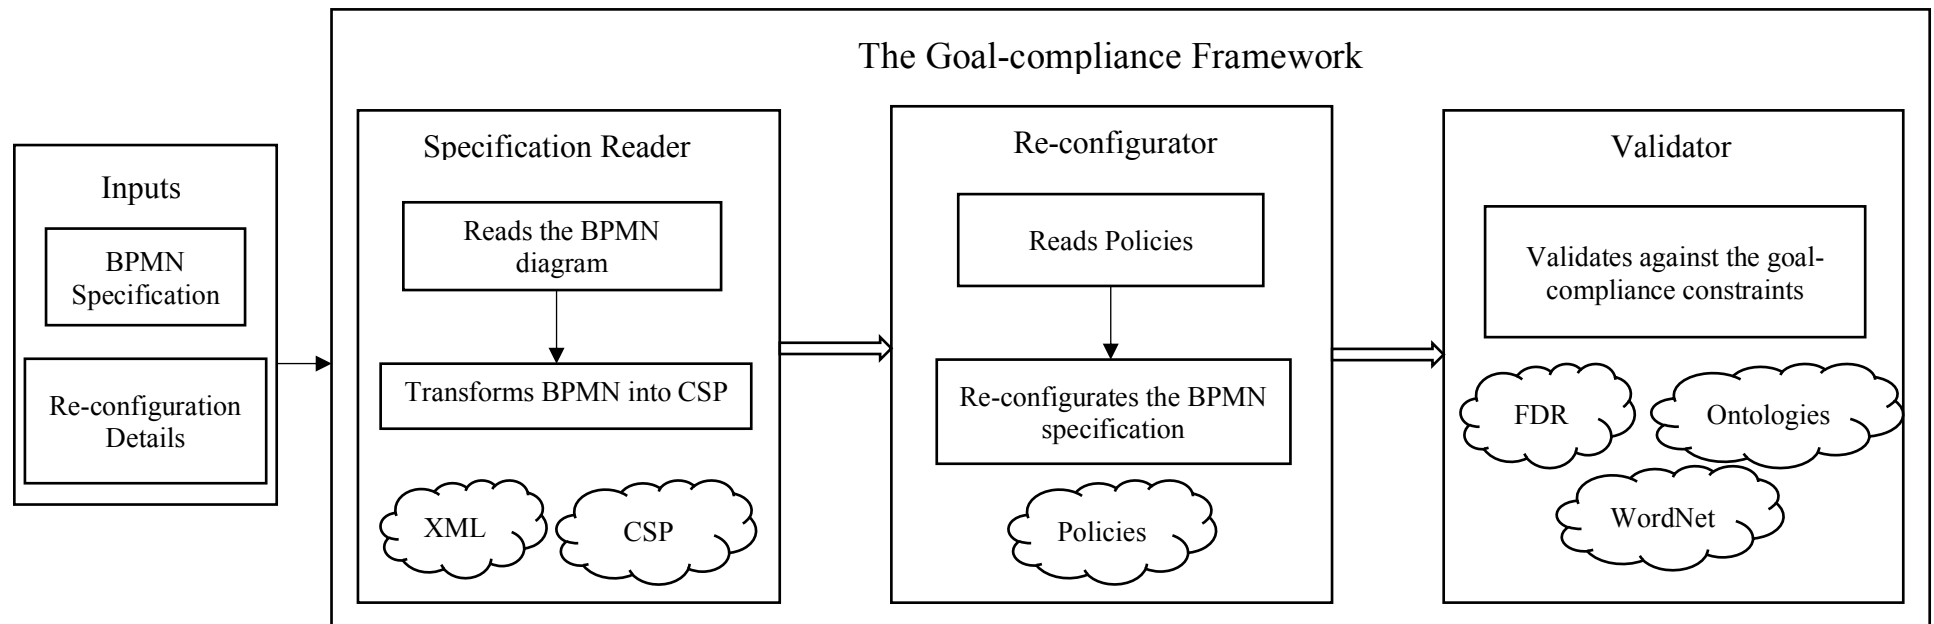 The Goal-compliance Framework
Inputs
BPMN
Specification
Re-configuration
Details
Specification Reader
Reads the BPMN
diagram
Transforms BPMN into CSP
XML
CSP
Re-configurator
Reads Policies
Re-configurates the BPMN
specification
Policies
Validator
Validates against the goal-
compliance constraints
FDR
Ontologies
WordNet